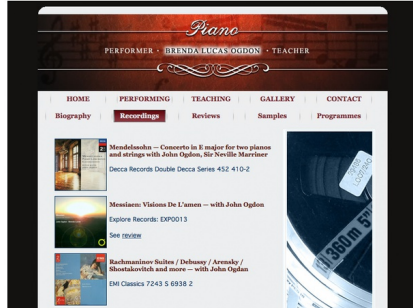 Piano
PERFORMER • BRENDA LUCAS OGDON • TEACHER
HOME PERFORMING TEACHING GALLERY CONTACT
Biography Recordings Reviews Samples Programmes
Mendelssohn — Concerto in E major for two pianos
and strings with John Ogdon, Sir Neville Marriner
Decca Records Double Decca Series 452 410-2
Messiaen: Visions De L'amen — with John Ogdon
Explore Records: EXP0013
See review
Rachmaninov Suites / Debussy / Arensky /
Shostakovitch and more — with John Ogdan
EMI Classics 7243 5 6938 2
360m 5"